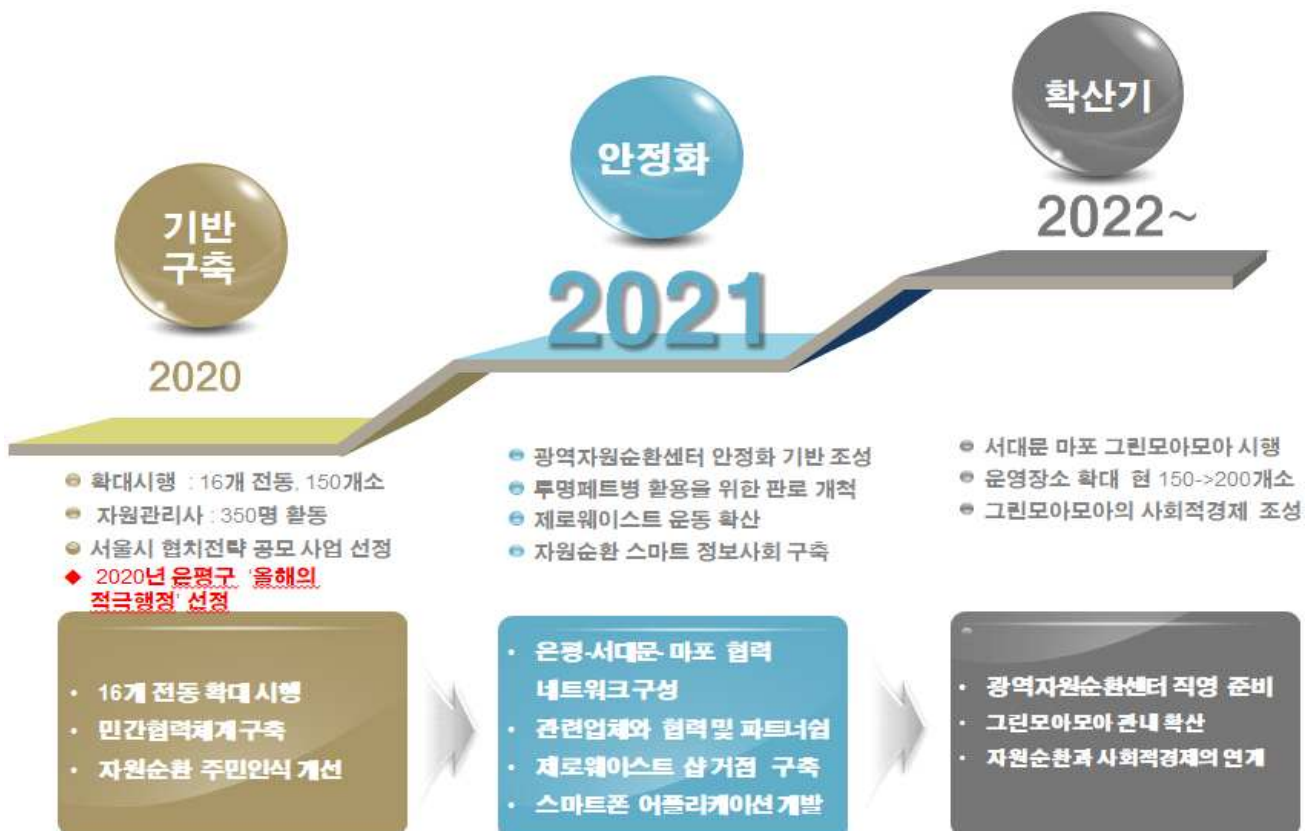 기반
구축
2020
안정화
2021
확산기
2022~
확대시행 : 16개 전동, 150개소
자원관리사 : 350명 활동
서울시 협치전략 공모 사업 선정
◆ 2020년 은평구 '올해의
적극행정' 선정
광역자원순환센터 안정화 기반 조성
투명페트병 활용을 위한 판로 개척
제로웨이스트 운동 확산
자원순환 스마트 정보사회 구축
서대문 마포 그린모아모아 시행
운영장소 확대 현 150->200개소
그린모아모아의 사회적경제 조성
• 16개 전동 확대 시행
• 민간협력체계 구축
• 자원순환 주민인식 개선
• 은평-서대문-마포 협력
네트워크구성
• 관련업체와 협력 및 파트너쉽
• 제로웨이스트 샵 거점 구축
• 스마트폰 어플리케이션 개발
• 광역자원순환센터 직영 준비
• 그린모아모아 관내 확산
• 자원순환과 사회적경제의 연계